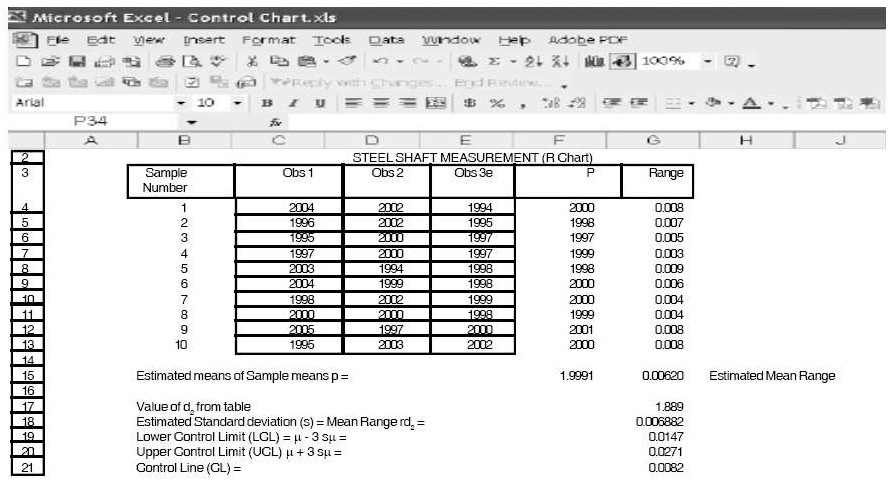 Microsoft Excel - Control Chart.xls
File Edit View Insert Format Tools Data Window Help Adobe PDF
100%
Reply with Changes... End Review...
Arial 10 B I U $ % ,
P34 fx
A B C D E F G H J
2 STEEL SHAFT MEASUREMENT (R Chart)
3 Sample Number Obs 1 Obs 2 Obs 3e P Range
4 1 2004 2002 1994 2000 0.008
5 2 1996 2002 1995 1998 0.007
6 3 1995 2000 1997 1997 0.005
7 4 1997 2000 1997 1999 0.003
8 5 2003 1994 1998 1998 0.009
9 6 2004 1999 1998 2000 0.006
10 7 1998 2002 1999 2000 0.004
11 8 2000 2000 1998 1999 0.004
12 9 2005 1997 2000 2001 0.008
13 10 1995 2003 2002 2000 0.008
14
15 Estimated means of Sample means p = 1.9991 0.00620 Estimated Mean Range
16
17 Value of d2 from table 1.889
18 Estimated Standard deviation (s) = Mean Range rd2 = 0.006882
19 Lower Control Limit (LCL) = μ - 3 sμ = 0.0147
20 Upper Control Limit (UCL) μ + 3 sμ = 0.0271
21 Control Line (CL) = 0.0082